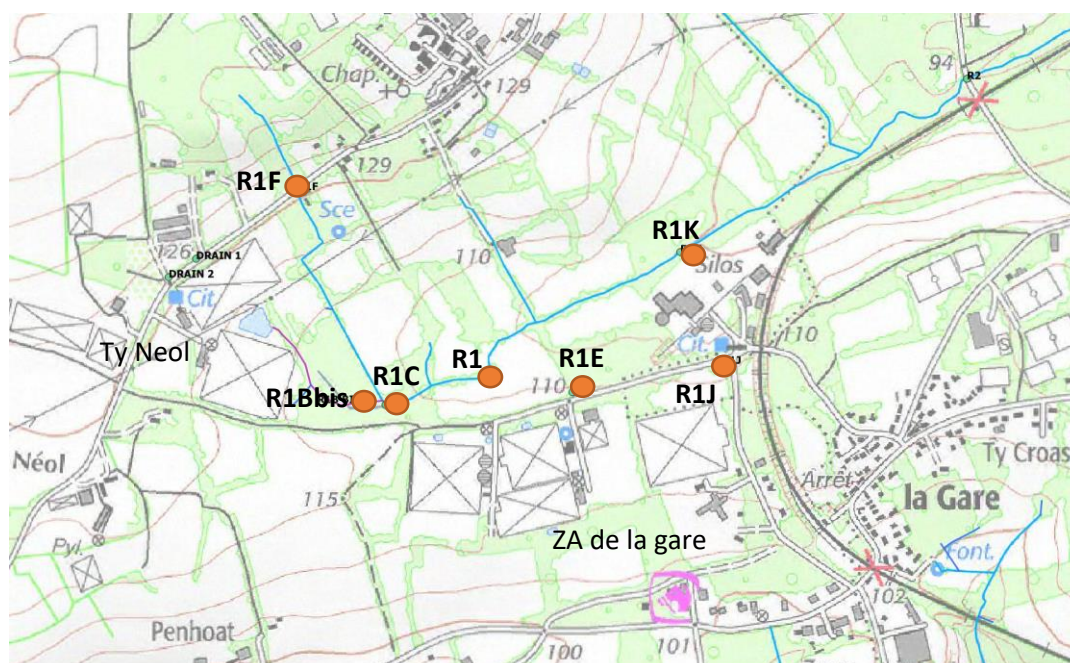 94
R2
Chap.
129
129
R1F
Sce
126
DRAIN 1
DRAIN 2
Cit.
110
R1K
Silos
110
Ty Neol
Cit.
R1
R1E
110
R1J
R1C
R1Bbis
Néol
115
Ty Croas
Arrêt
la Gare
S
Pyl.
ZA de la gare
Font.
102
Penhoat
100
101